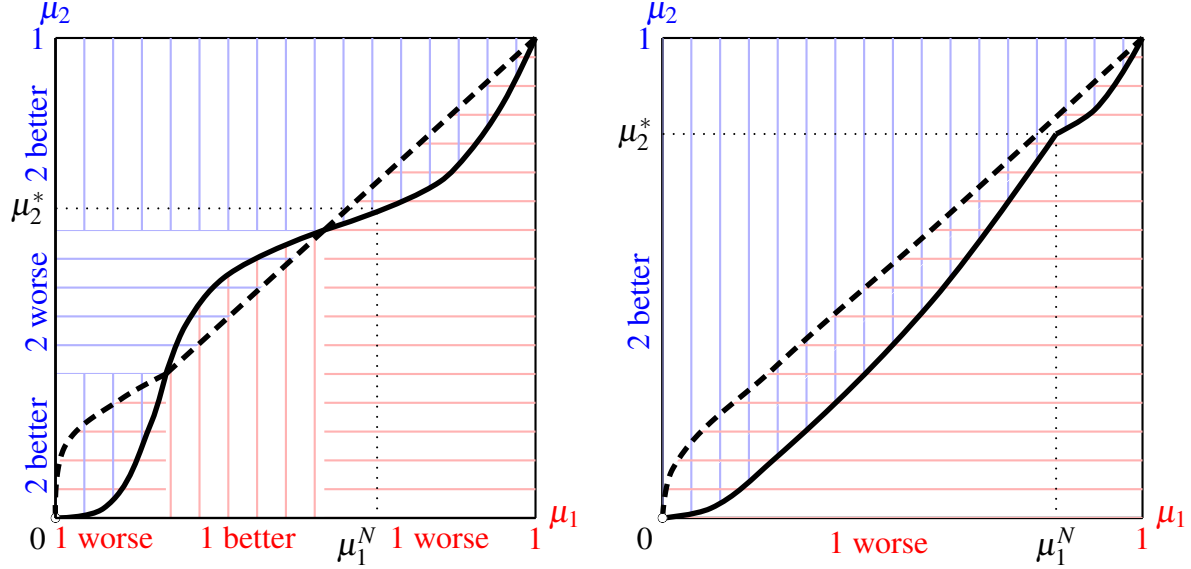 μ₂
1
2 better
μ₂*
2 worse
2 better
0
1 worse
1 better
μ₁ᴺ
1 worse
1
μ₁
μ₂
1
μ₂*
2 better
0
1 worse
μ₁ᴺ
1
μ₁